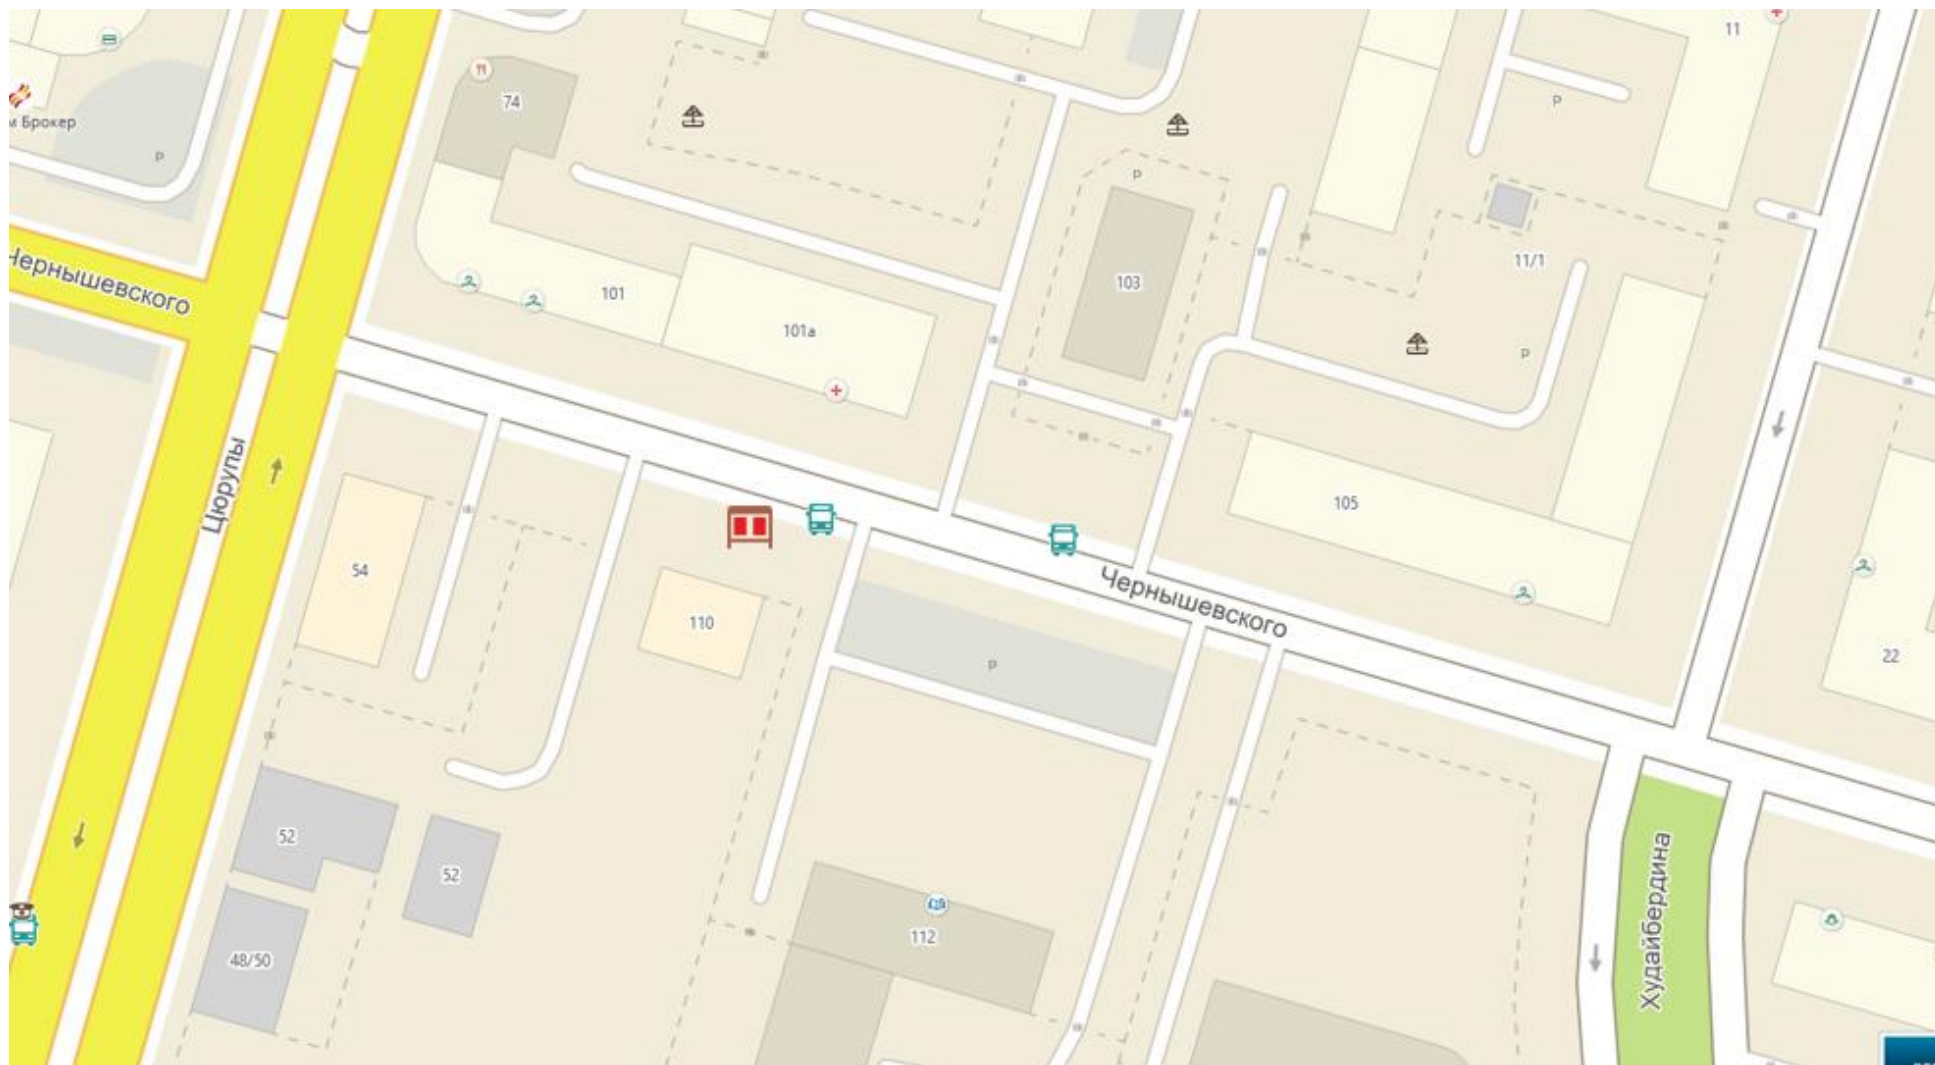 11
74
м Брокер
P
P
P
Чернышевского
101
101а
103
11/1
P
105
Цюрупы
54
110
Чернышевского
P
22
52
52
112
48/50
Худайбердина